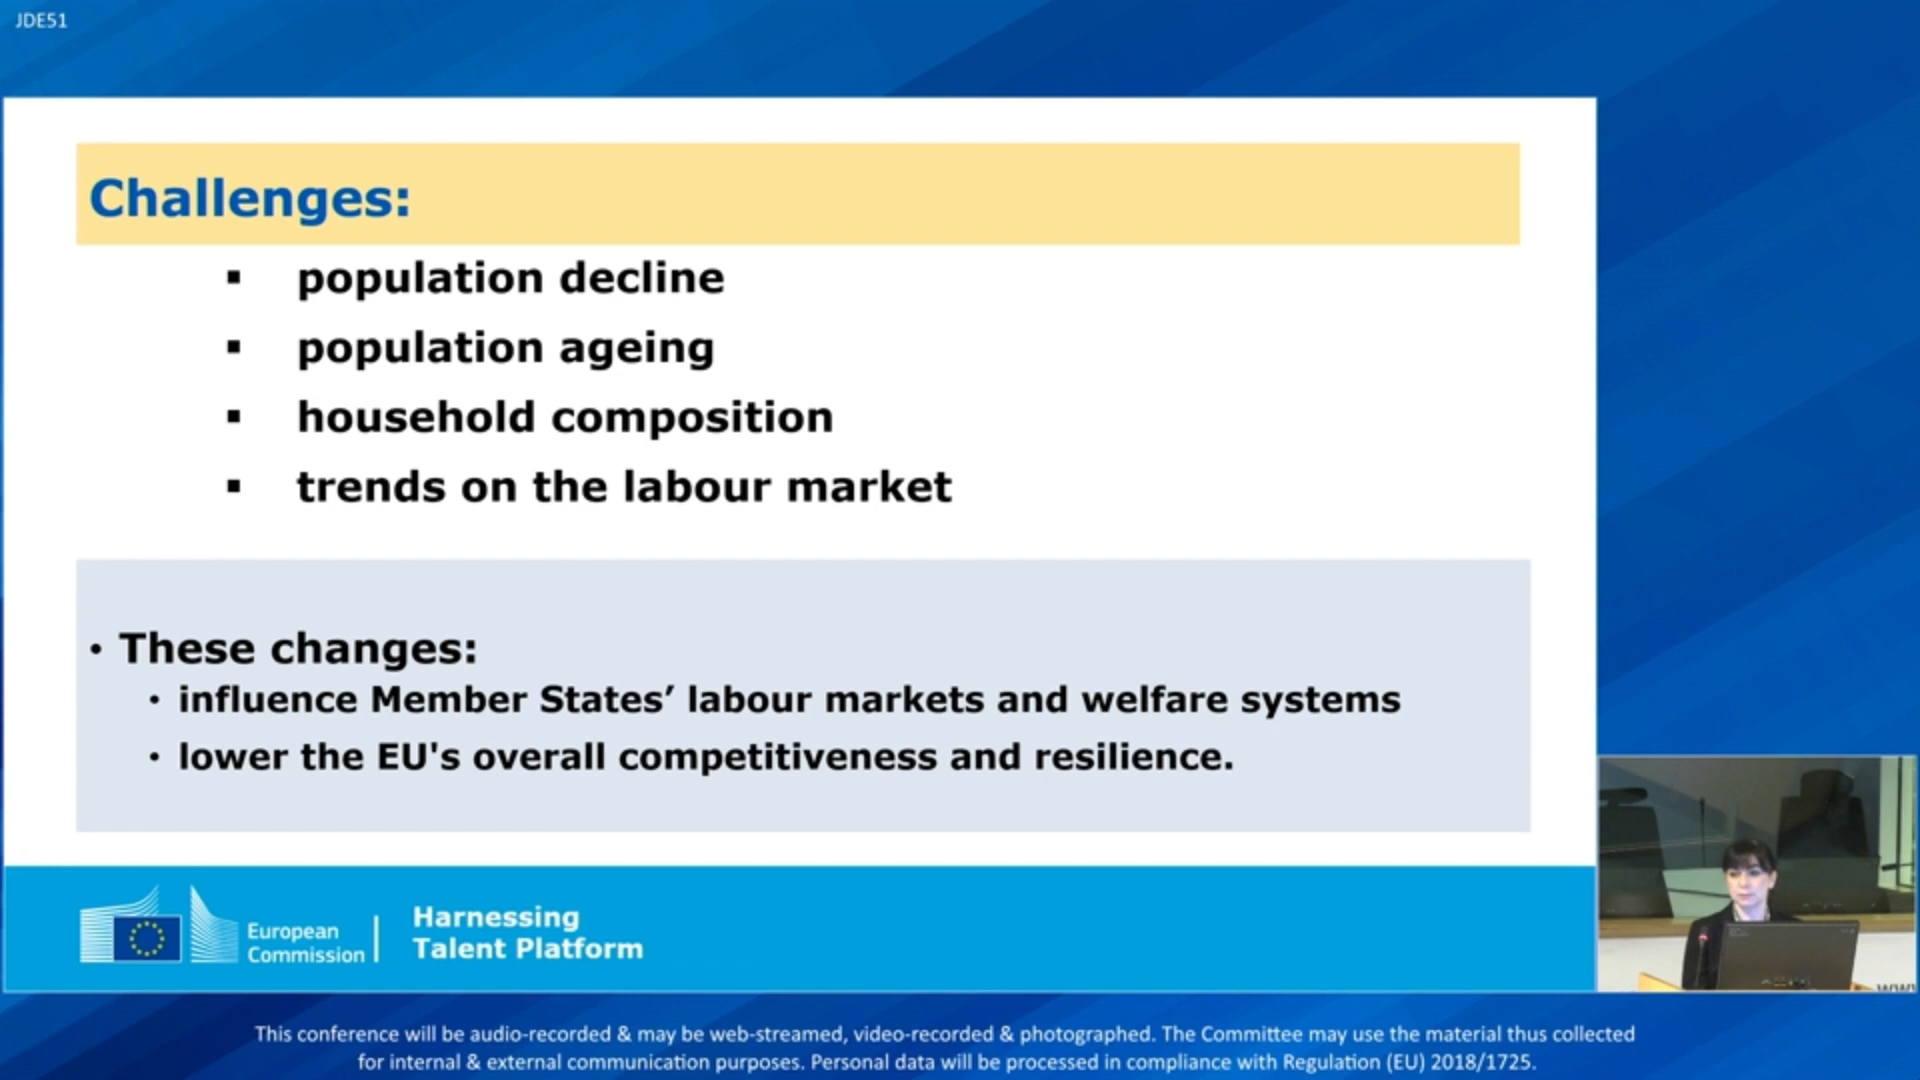 JDE51
Challenges:
▪ population decline
▪ population ageing
▪ household composition
▪ trends on the labour market
• These changes:
• influence Member States’ labour markets and welfare systems
• lower the EU's overall competitiveness and resilience.
European
Commission
Harnessing
Talent Platform
This conference will be audio-recorded & may be web-streamed, video-recorded & photographed. The Committee may use the material thus collected
for internal & external communication purposes. Personal data will be processed in compliance with Regulation (EU) 2018/1725.